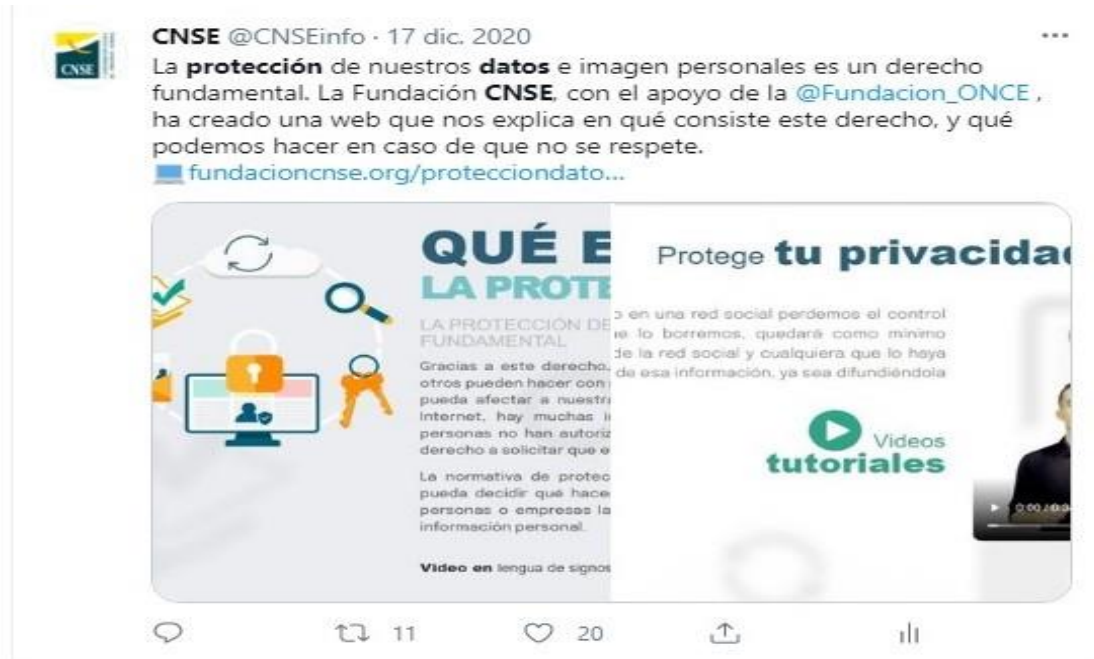 CNSE @CNSEinfo · 17 dic. 2020
La protección de nuestros datos e imagen personales es un derecho
fundamental. La Fundación CNSE, con el apoyo de la @Fundacion_ONCE ,
ha creado una web que nos explica en qué consiste este derecho, y qué
podemos hacer en caso de que no se respete.
fundacioncnse.org/protecciondato...
CNSE
QUÉ E
LA PROTE
LA PROTECCIÓN DE
FUNDAMENTAL
Gracias a este derecho,
otros pueden hacer con
pueda afectar a nuestr
Internet, hay muchas
personas no han autoriz
derecho a solicitar que e
La normativa de protec
pueda decidir qué hace
personas o empresas la
información personal.
Vídeo en lengua de signos
Protege tu privacida
o en una red social perdemos el control
e lo borremos, quedará como mínimo
de la red social y cualquiera que lo haya
de esa información, ya sea difundiéndola
Videos
tutoriales
0:00 / 0:3
11
20